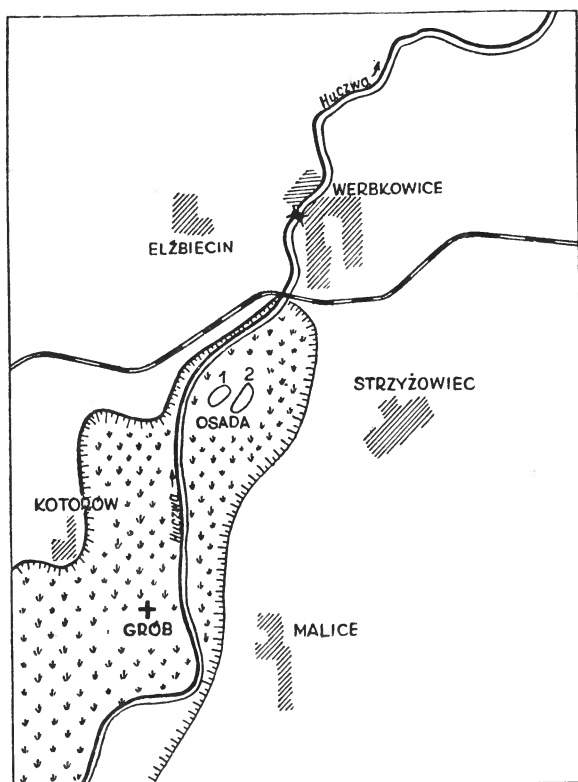 Huczwa
WERBKOWICE
ELŻBIECIN
1 2
OSADA
STRZYŻOWIEC
KOTORÓW
Huczwa
GRÓB
MALICE